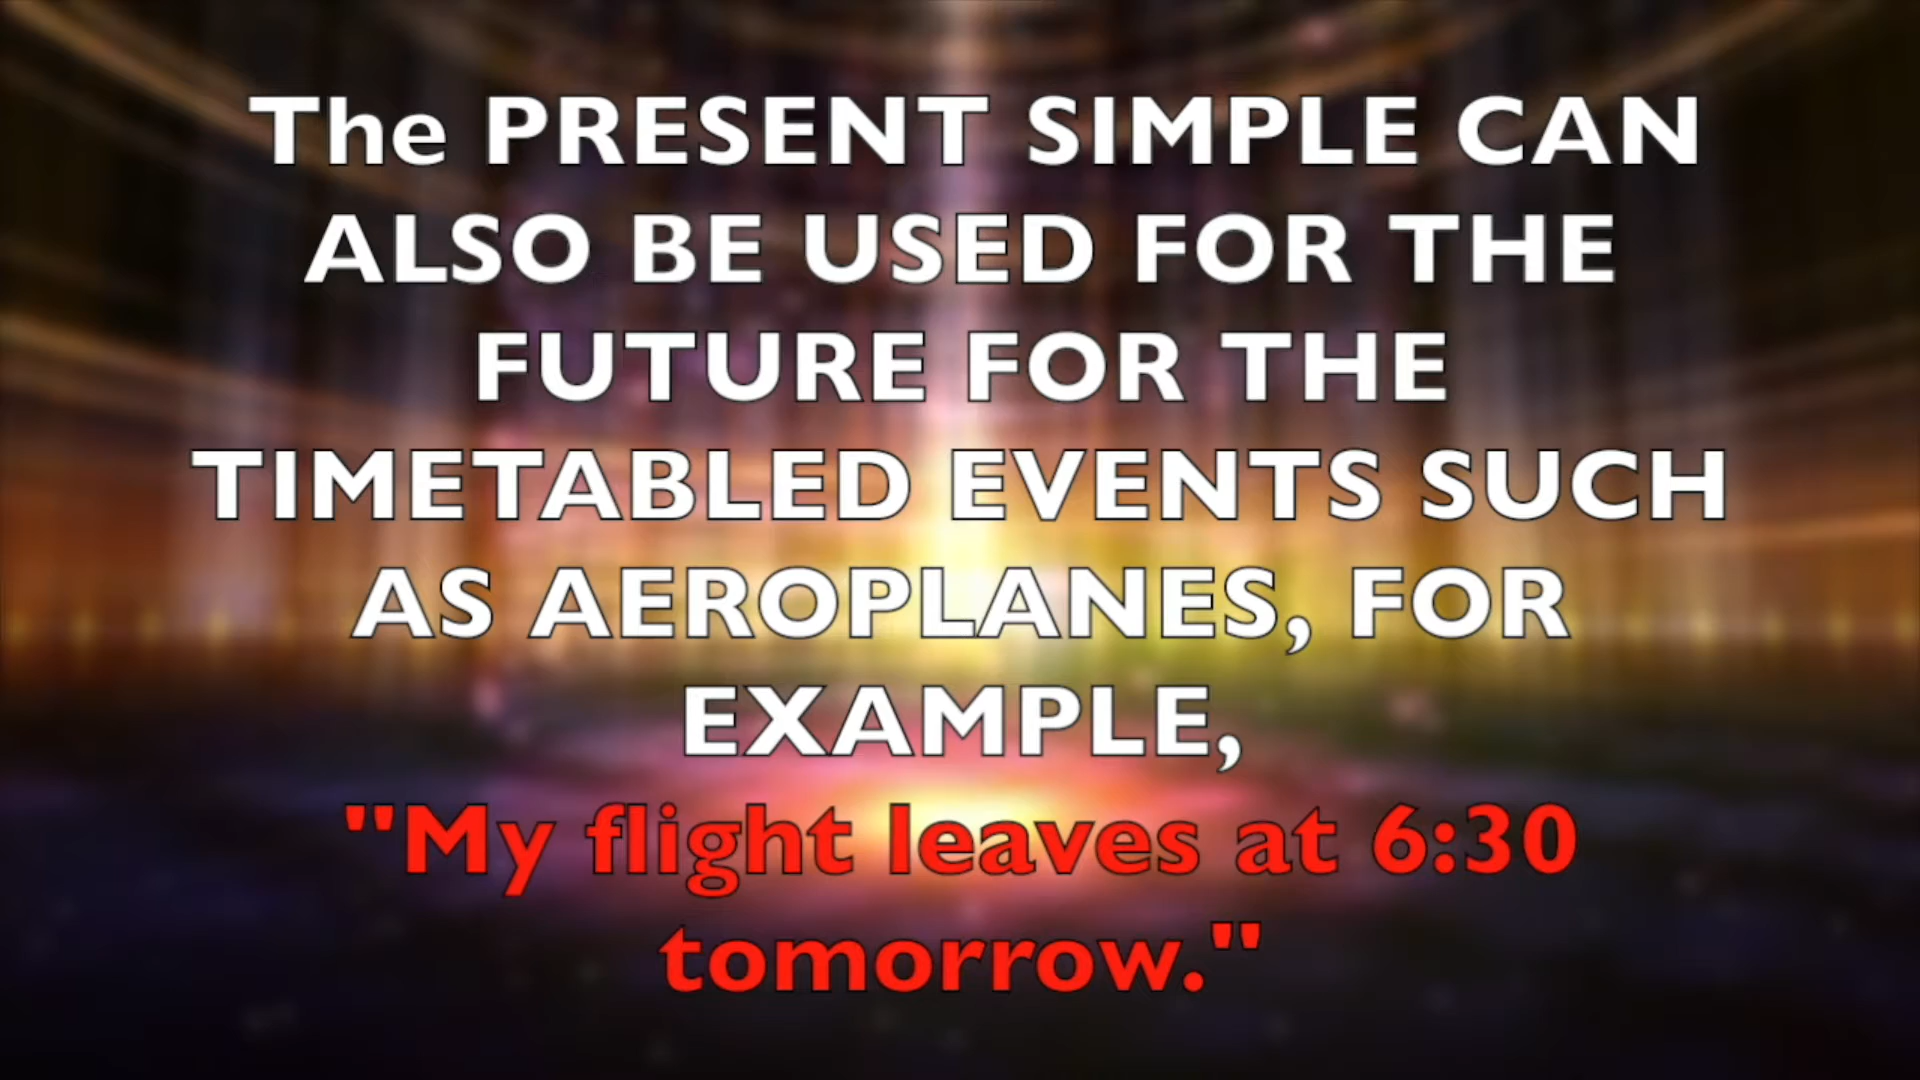 The PRESENT SIMPLE CAN
ALSO BE USED FOR THE
FUTURE FOR THE
TIMETABLED EVENTS SUCH
AS AEROPLANES, FOR
EXAMPLE,
"My flight leaves at 6:30
tomorrow."